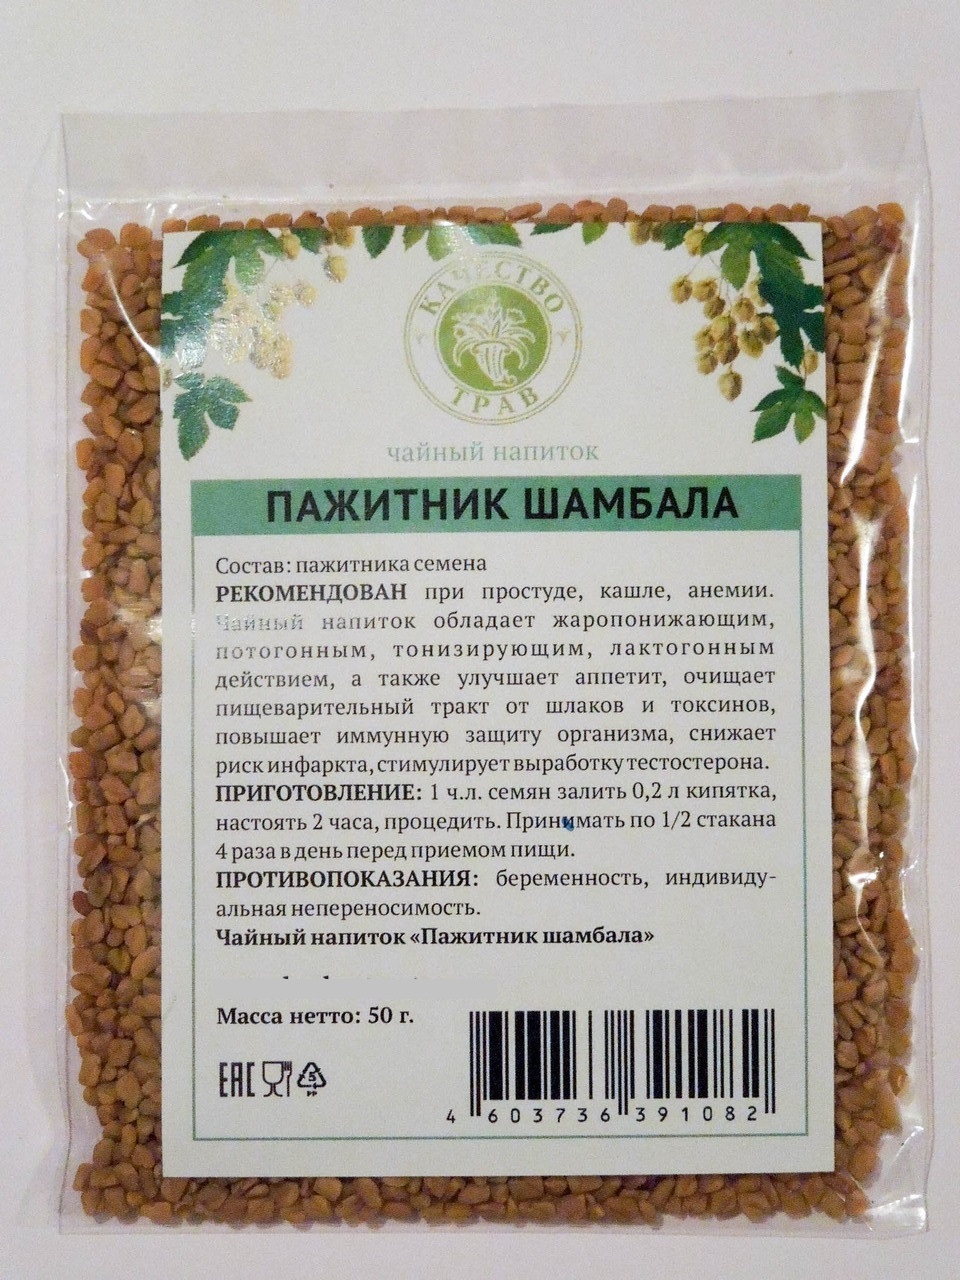 КАЧЕСТВО
ТРАВ
чайный напиток
ПАЖИТНИК ШАМБАЛА
Состав: пажитника семена
РЕКОМЕНДОВАН при простуде, кашле, анемии.
Чайный напиток обладает жаропонижающим,
потогонным, тонизирующим, лактогонным
действием, а также улучшает аппетит, очищает
пищеварительный тракт от шлаков и токсинов,
повышает иммунную защиту организма, снижает
риск инфаркта, стимулирует выработку тестостерона.
ПРИГОТОВЛЕНИЕ: 1 ч.л. семян залить 0,2 л кипятка,
настоять 2 часа, процедить. Принимать по 1/2 стакана
4 раза в день перед приемом пищи.
ПРОТИВОПОКАЗАНИЯ: беременность, индивиду-
альная непереносимость.
Чайный напиток «Пажитник шамбала»
Масса нетто: 50 г.
ЕАС
5
PP
4 603736 391082